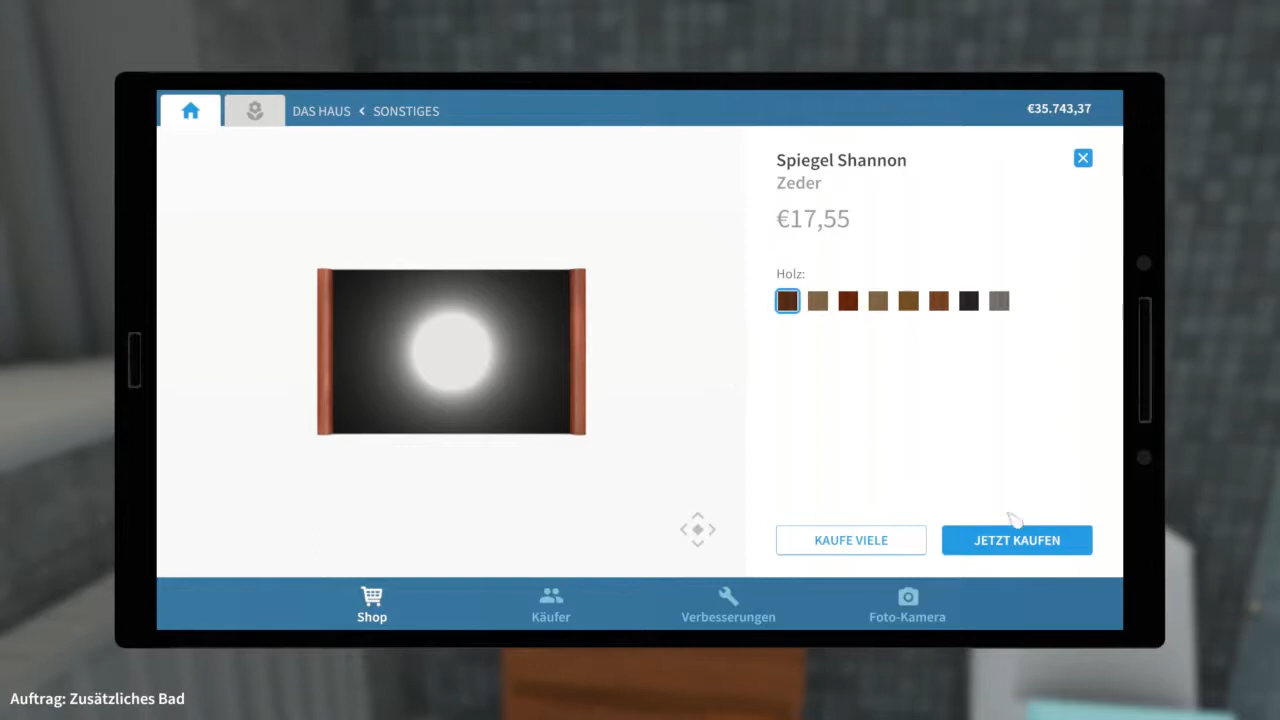 DAS HAUS < SONSTIGES
€35.743,37
Spiegel Shannon
Zeder
€17,55
Holz:
KAUFE VIELE
JETZT KAUFEN
Shop
Käufer
Verbesserungen
Foto-Kamera
Auftrag: Zusätzliches Bad